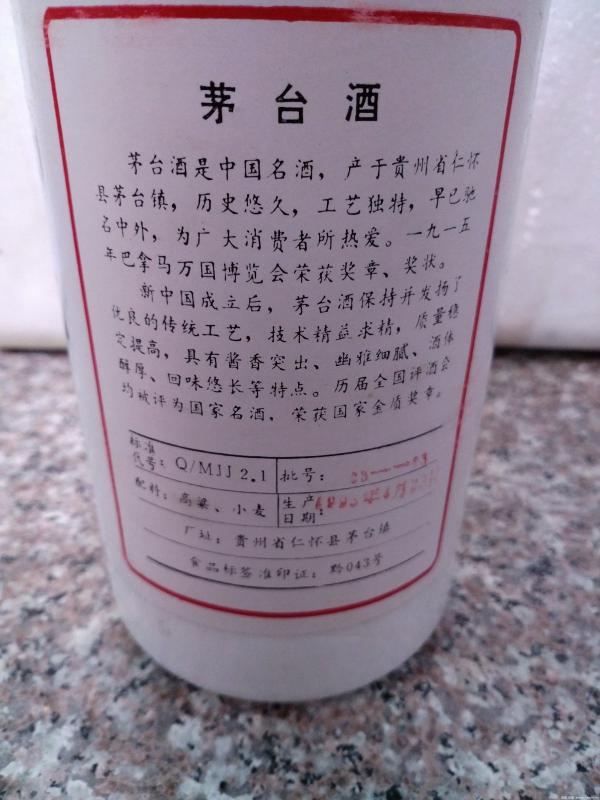 茅台酒
茅台酒是中国名酒，产于贵州省仁怀
县茅台镇，历史悠久，工艺独特，早已驰
名中外，为广大消费者所热爱。一九一五
年巴拿马万国博览会荣获奖章、奖状。
新中国成立后，茅台酒保持并发扬了
优良的传统工艺，技术精益求精，质量稳
定提高，具有酱香突出、幽雅细腻、酒体
醇厚、回味悠长等特点。历届全国评酒会
均被评为国家名酒，荣获国家金质奖章。
标准代号：Q/MJJ 2.1 批号：
配料：高粱、小麦 生产日期：
厂址：贵州省仁怀县茅台镇
食品标签准印证：黔043号